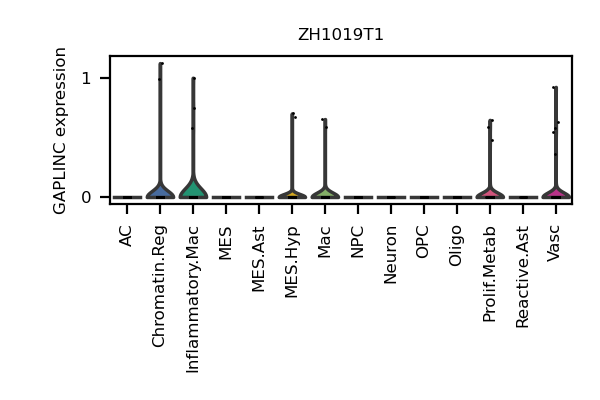 ZH1019T1
GAPLINC expression
1
0
AC
Chromatin.Reg
Inflammatory.Mac
MES
MES.Ast
MES.Hyp
Mac
NPC
Neuron
OPC
Oligo
Prolif.Metab
Reactive.Ast
Vasc